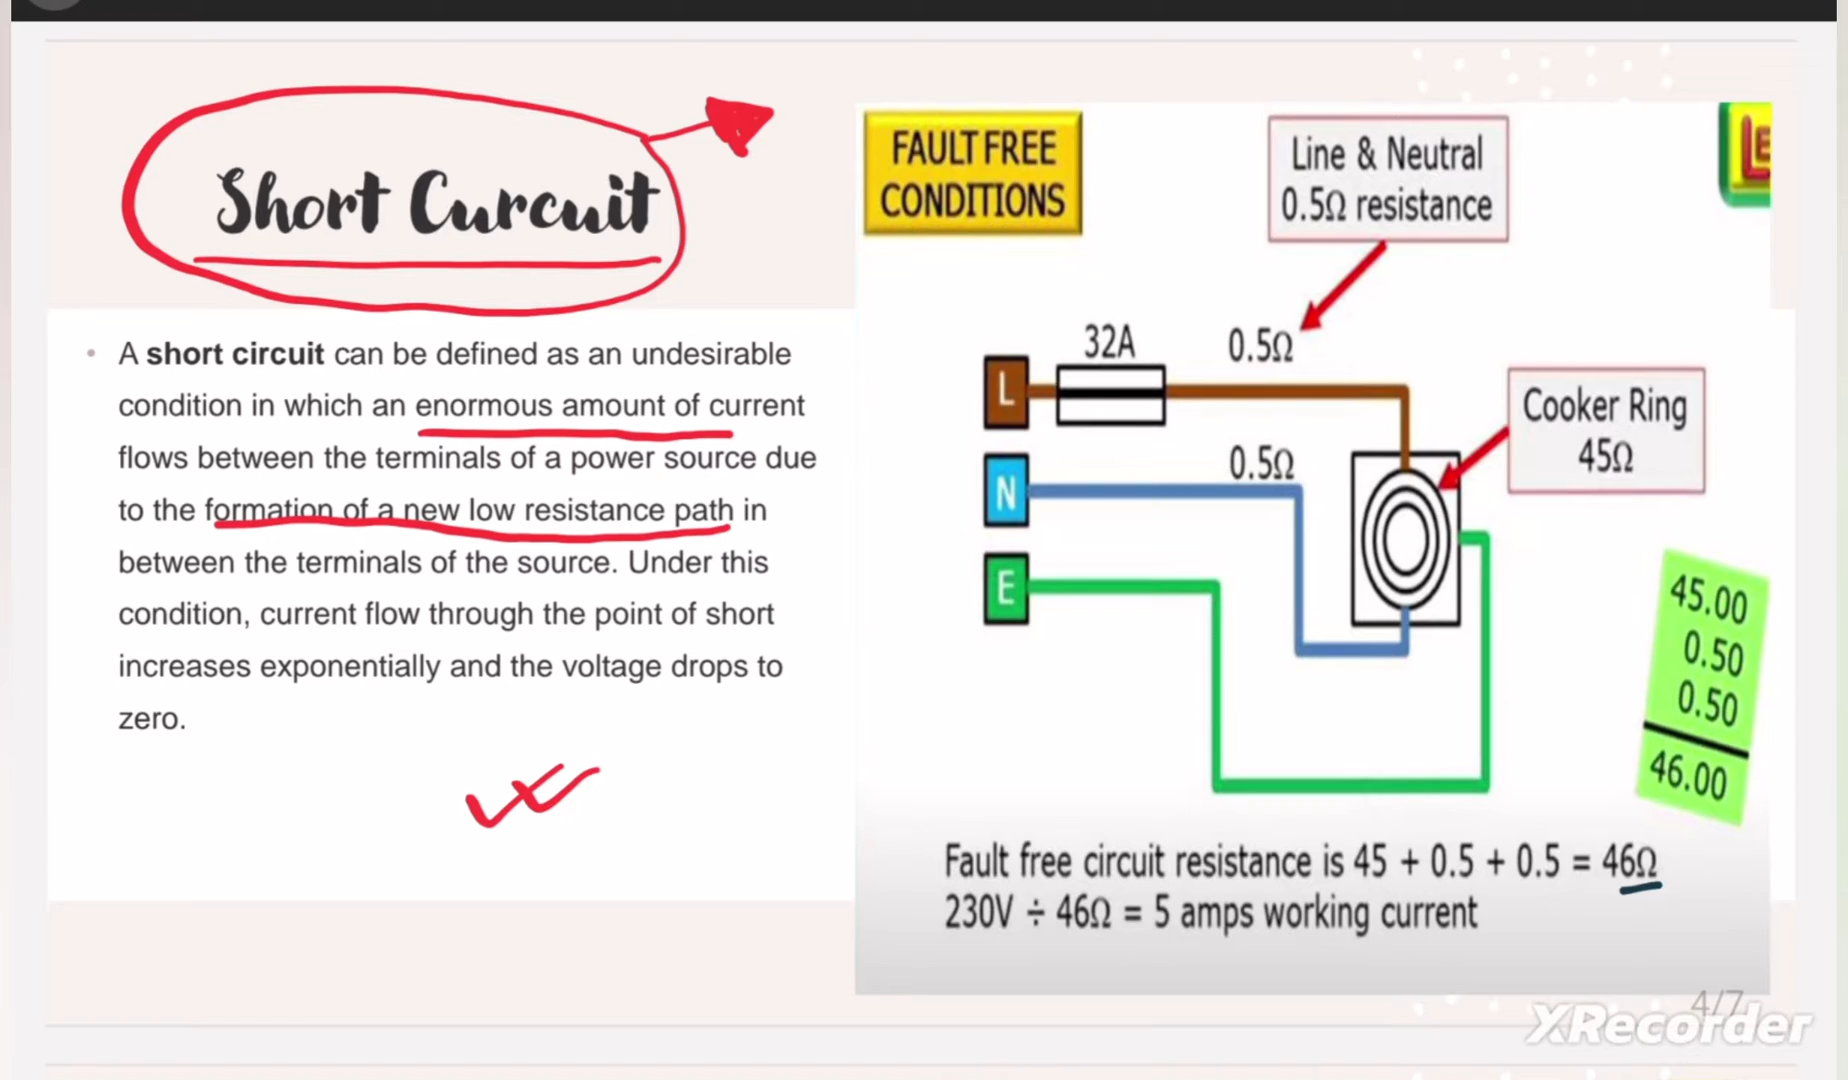 Short Curcuit
• A short circuit can be defined as an undesirable
condition in which an enormous amount of current
flows between the terminals of a power source due
to the formation of a new low resistance path in
between the terminals of the source. Under this
condition, current flow through the point of short
increases exponentially and the voltage drops to
zero.
FAULT FREE
CONDITIONS
Line & Neutral
0.5Ω resistance
LE
32A
0.5Ω
L
Cooker Ring
45Ω
0.5Ω
N
E
45.00
0.50
0.50
46.00
Fault free circuit resistance is 45 + 0.5 + 0.5 = 46Ω
230V ÷ 46Ω = 5 amps working current
4/7
XRecorder